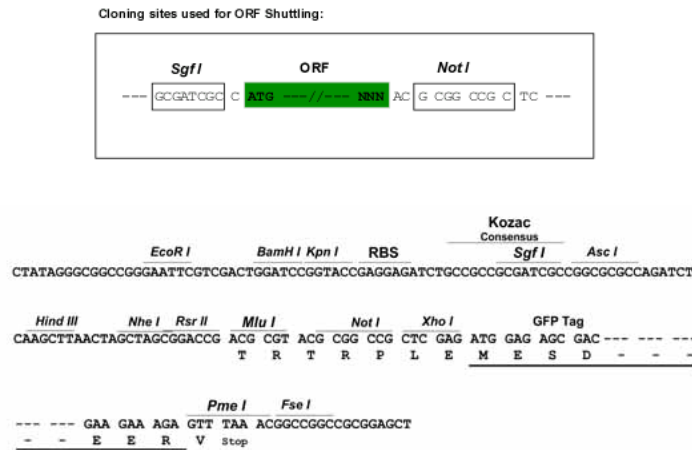 Cloning sites used for ORF Shuttling:
Sgf I ORF Not I
--- GCGATCGC C ATG ---//--- NNN AC G CGG CCG C TC ---
Kozac
Consensus
EcoR I BamH I Kpn I RBS Sgf I Asc I
CTATAGGGCGGCCGGGAATTCGTCGACTGGATCCGGTACCGAGGAGATCTGCCGCCGCGATCGCCGGCGCGCCAGATCT
Hind III Nhe I Rsr II Mlu I Not I Xho I GFP Tag
CAAGCTTAACTAGCTAGCGGACCG ACG CGT ACG CGG CCG CTC GAG ATG GAG AGC GAC --- --- ---
T R T R P L E M E S D - - -
--- --- GAA GAA AGA GTT TAA ACGGCCGGCCGCGGAGCT
Pme I Fse I
- - E E R V Stop